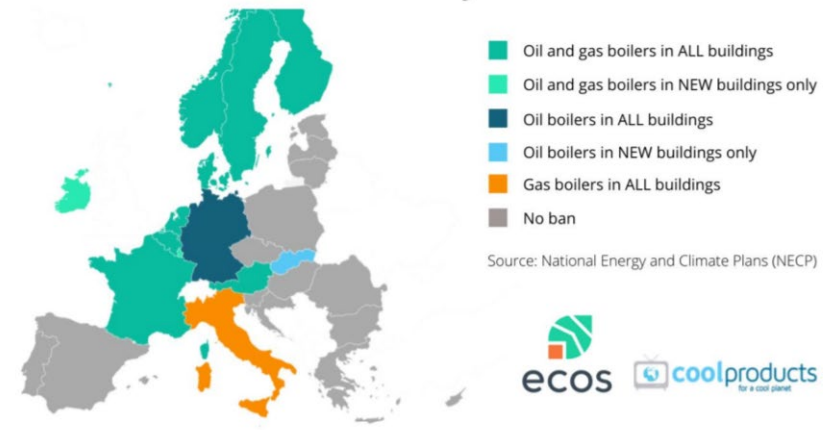 Oil and gas boilers in ALL buildings
Oil and gas boilers in NEW buildings only
Oil boilers in ALL buildings
Oil boilers in NEW buildings only
Gas boilers in ALL buildings
No ban
Source: National Energy and Climate Plans (NECP)
ecos
coolproducts
for a cool planet